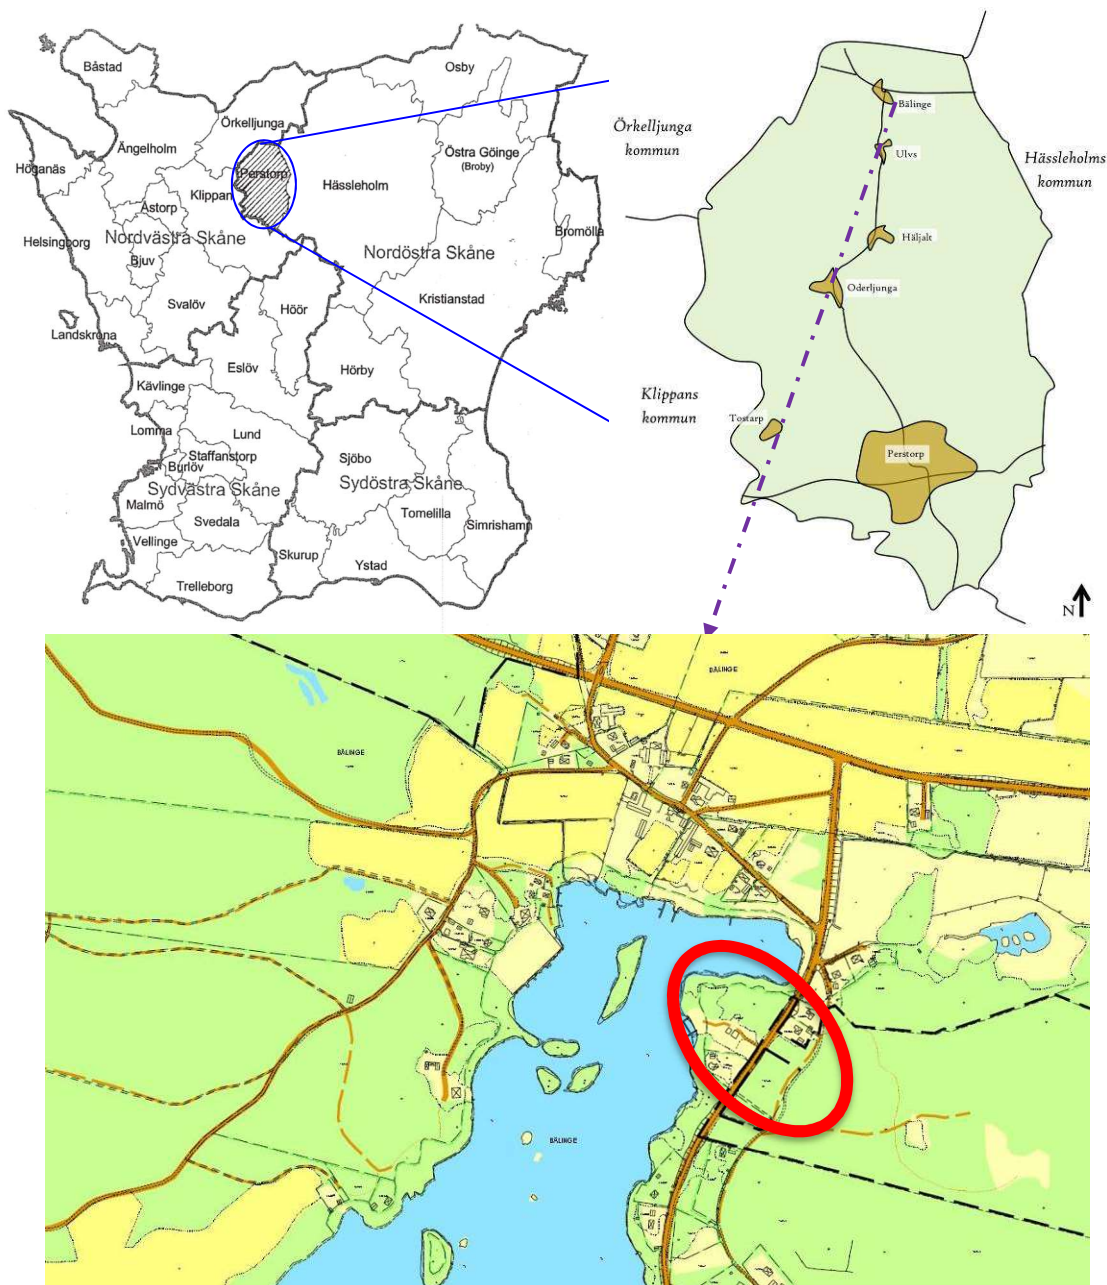 Båstad
Osby
Örkelljunga
Ängelholm
Östra Göinge
(Broby)
Höganäs
Perstorp
Klippan
Hässleholm
Åstorp
Helsingborg
Nordvästra Skåne
Bromölla
Bjuv
Nordöstra Skåne
Svalöv
Höör
Kristianstad
Landskrona
Eslöv
Hörby
Kävlinge
Lomma
Lund
Staffanstorp
Burlöv
Sjöbo
Sydvästra Skåne
Sydöstra Skåne
Malmö
Svedala
Tomelilla
Simrishamn
Vellinge
Skurup
Ystad
Trelleborg
Bälinge
Örkelljunga
kommun
Ulvs
Hässleholms
kommun
Häljalt
Oderljunga
Klippans
kommun
Tostarp
Perstorp
N
BÄLINGE
BÄLINGE
BÄLINGE